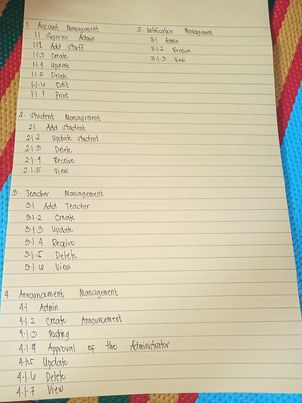 1. Account Management
1.1 Superior Admin
1.1.2 Add Staff
1.1.3 Create
1.1.4 Update
1.1.5 Delete
1.1.6 Edit
1.1.7 Print
2. Student Management
2.1 Add student
2.1.2 Update student
2.1.3 Delete
2.1.4 Receive
2.1.5 View
3. Teacher Management
3.1 Add Teacher
3.1.2 Create
3.1.3 Update
3.1.4 Receive
3.1.5 Delete
3.1.6 View
4. Announcement Management
4.1 Admin
4.1.2 Create Announcement
4.1.3 Posting
4.1.4 Approval of the Administrator
4.1.5 Update
4.1.6 Delete
4.1.7 View
5. Notification Management
5.1 Admin
5.1.2 Receive
5.1.3 View